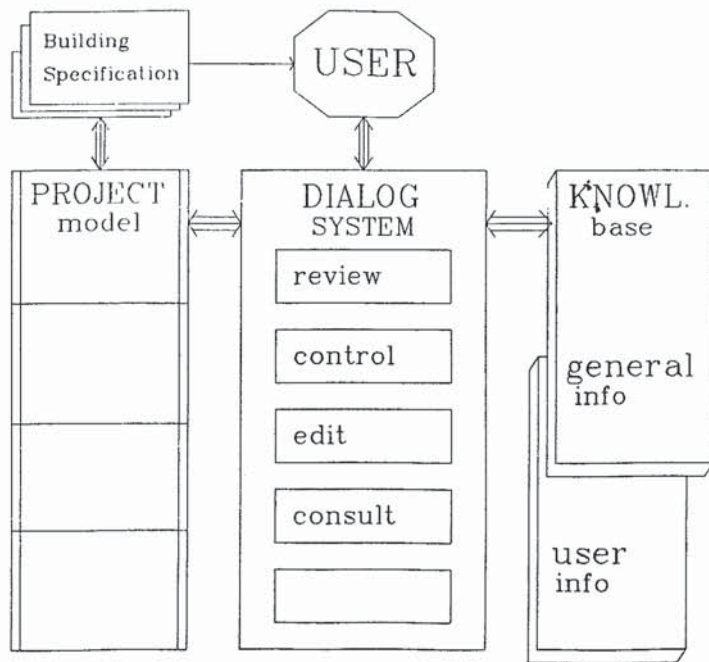 Building
Specification
USER
PROJECT
model
DIALOG
SYSTEM
review
control
edit
consult
KNOWL.
base
general
info
user
info